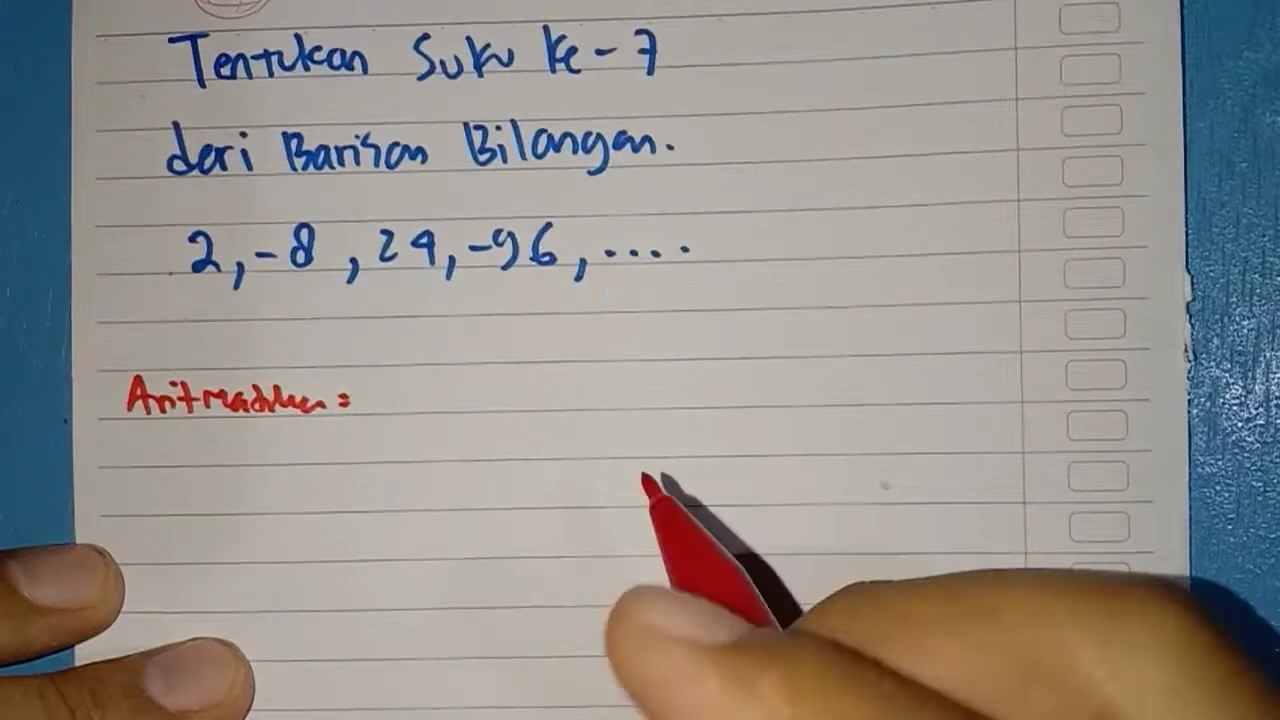 Tentukan Suku Ke-7
dari Barisan Bilangan.
2, -8, 24, -96, ....
Aritmatika =